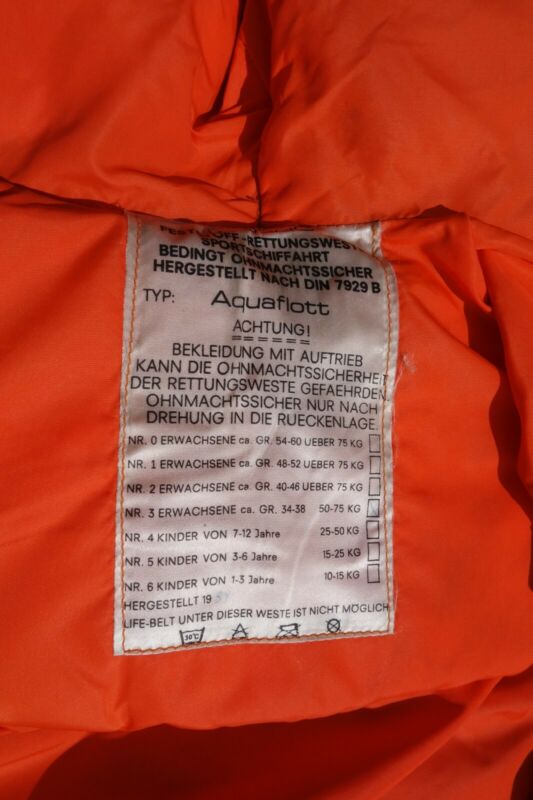 FESTSTOFF-RETTUNGSWESTE
SPORTSCHIFFAHRT
BEDINGT OHNMACHTSSICHER
HERGESTELLT NACH DIN 7929 B
TYP: Aquaflott
ACHTUNG!
BEKLEIDUNG MIT AUFTRIEB
KANN DIE OHNMACHTSSICHERHEIT
DER RETTUNGSWESTE GEFAEHRDEN
OHNMACHTSSICHER NUR NACH
DREHUNG IN DIE RUECKENLAGE.
NR. 0 ERWACHSENE ca. GR. 54-60 UEBER 75 KG
NR. 1 ERWACHSENE ca. GR. 48-52 UEBER 75 KG
NR. 2 ERWACHSENE ca. GR. 40-46 UEBER 75 KG
NR. 3 ERWACHSENE ca. GR. 34-38 50-75 KG
NR. 4 KINDER VON 7-12 Jahre 25-50 KG
NR. 5 KINDER VON 3-6 Jahre 15-25 KG
NR. 6 KINDER VON 1-3 Jahre 10-15 KG
HERGESTELLT 19
LIFE-BELT UNTER DIESER WESTE IST NICHT MÖGLICH
30°C